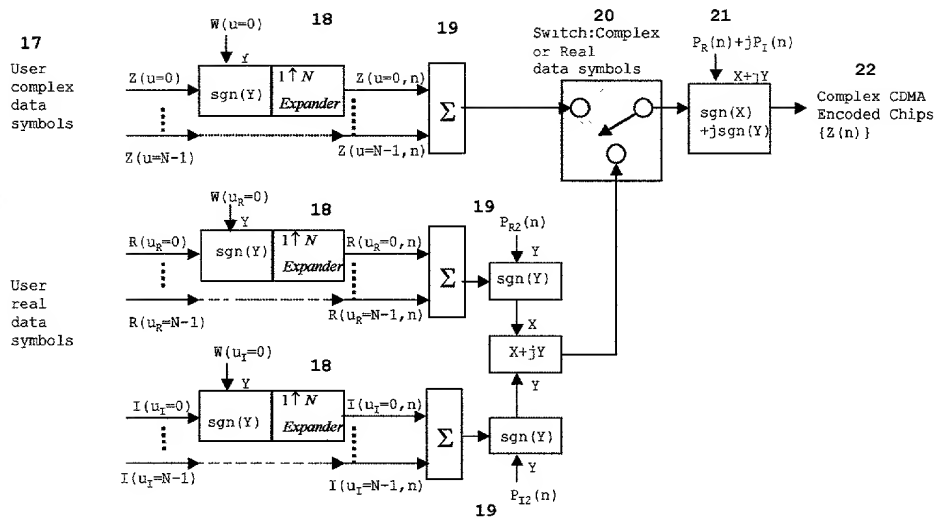 17
User
complex
data
symbols
W(u=0)
18
Y
Z(u=0)
sgn(Y)
1↑N
Expander
Z(u=0,n)
Z(u=N-1)
Z(u=N-1,n)
19
Σ
20
Switch:Complex
or Real
data symbols
21
P_R(n)+jP_I(n)
X+jY
sgn(X)
+jsgn(Y)
22
Complex CDMA
Encoded Chips
{Z(n)}
User
real
data
symbols
W(u_R=0)
18
Y
R(u_R=0)
sgn(Y)
1↑N
Expander
R(u_R=0,n)
R(u_R=N-1)
R(u_R=N-1,n)
19
Σ
P_R2(n)
Y
sgn(Y)
X
X+jY
Y
W(u_I=0)
18
Y
I(u_I=0)
sgn(Y)
1↑N
Expander
I(u_I=0,n)
I(u_I=N-1)
I(u_I=N-1,n)
Σ
19
sgn(Y)
Y
P_I2(n)